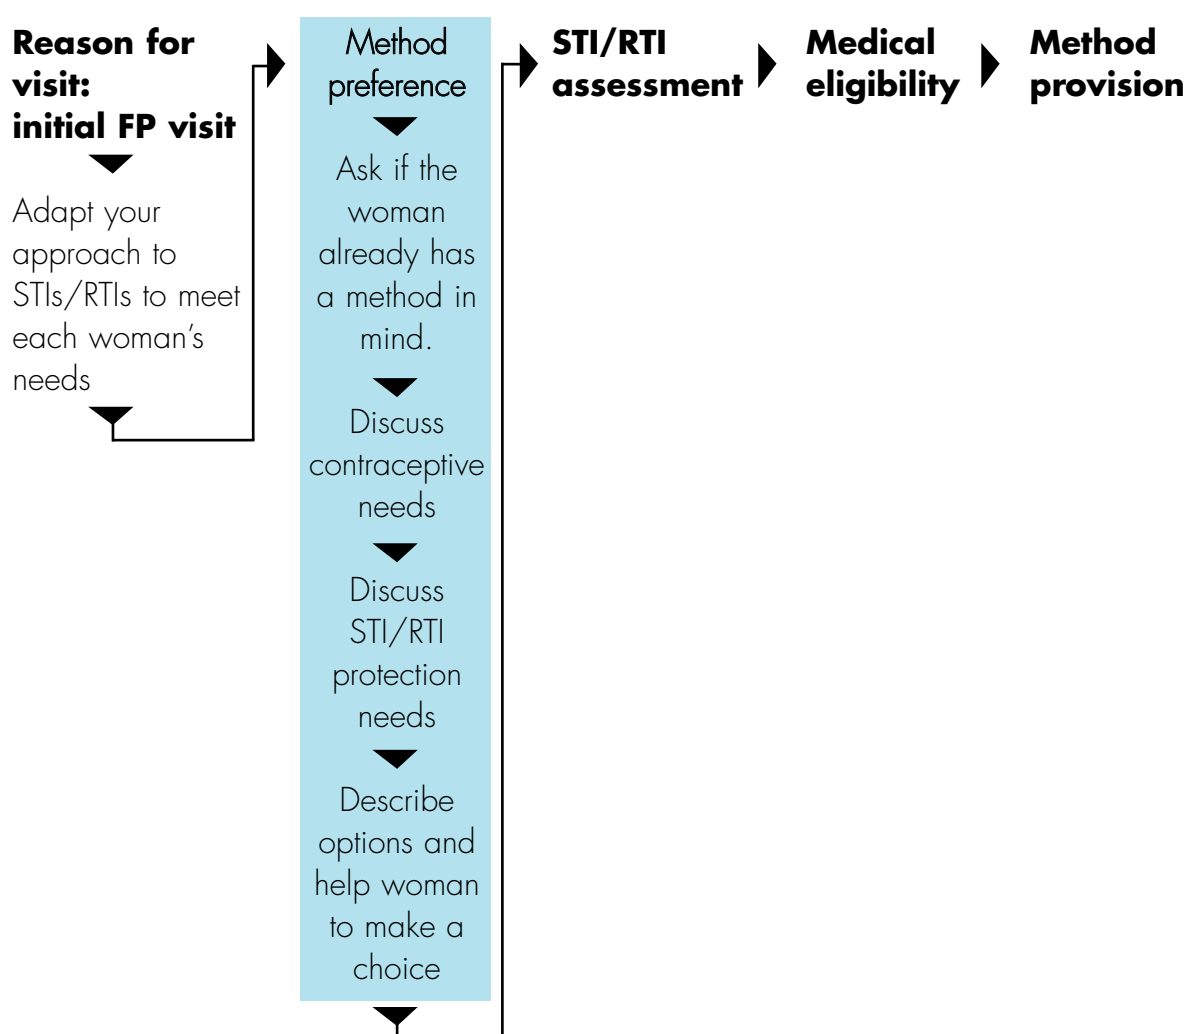 Reason for
visit:
initial FP visit
Adapt your
approach to
STIs/RTIs to meet
each woman's
needs
Method
preference
Ask if the
woman
already has
a method in
mind.
Discuss
contraceptive
needs
Discuss
STI/RTI
protection
needs
Describe
options and
help woman
to make a
choice
STI/RTI
assessment
Medical
eligibility
Method
provision